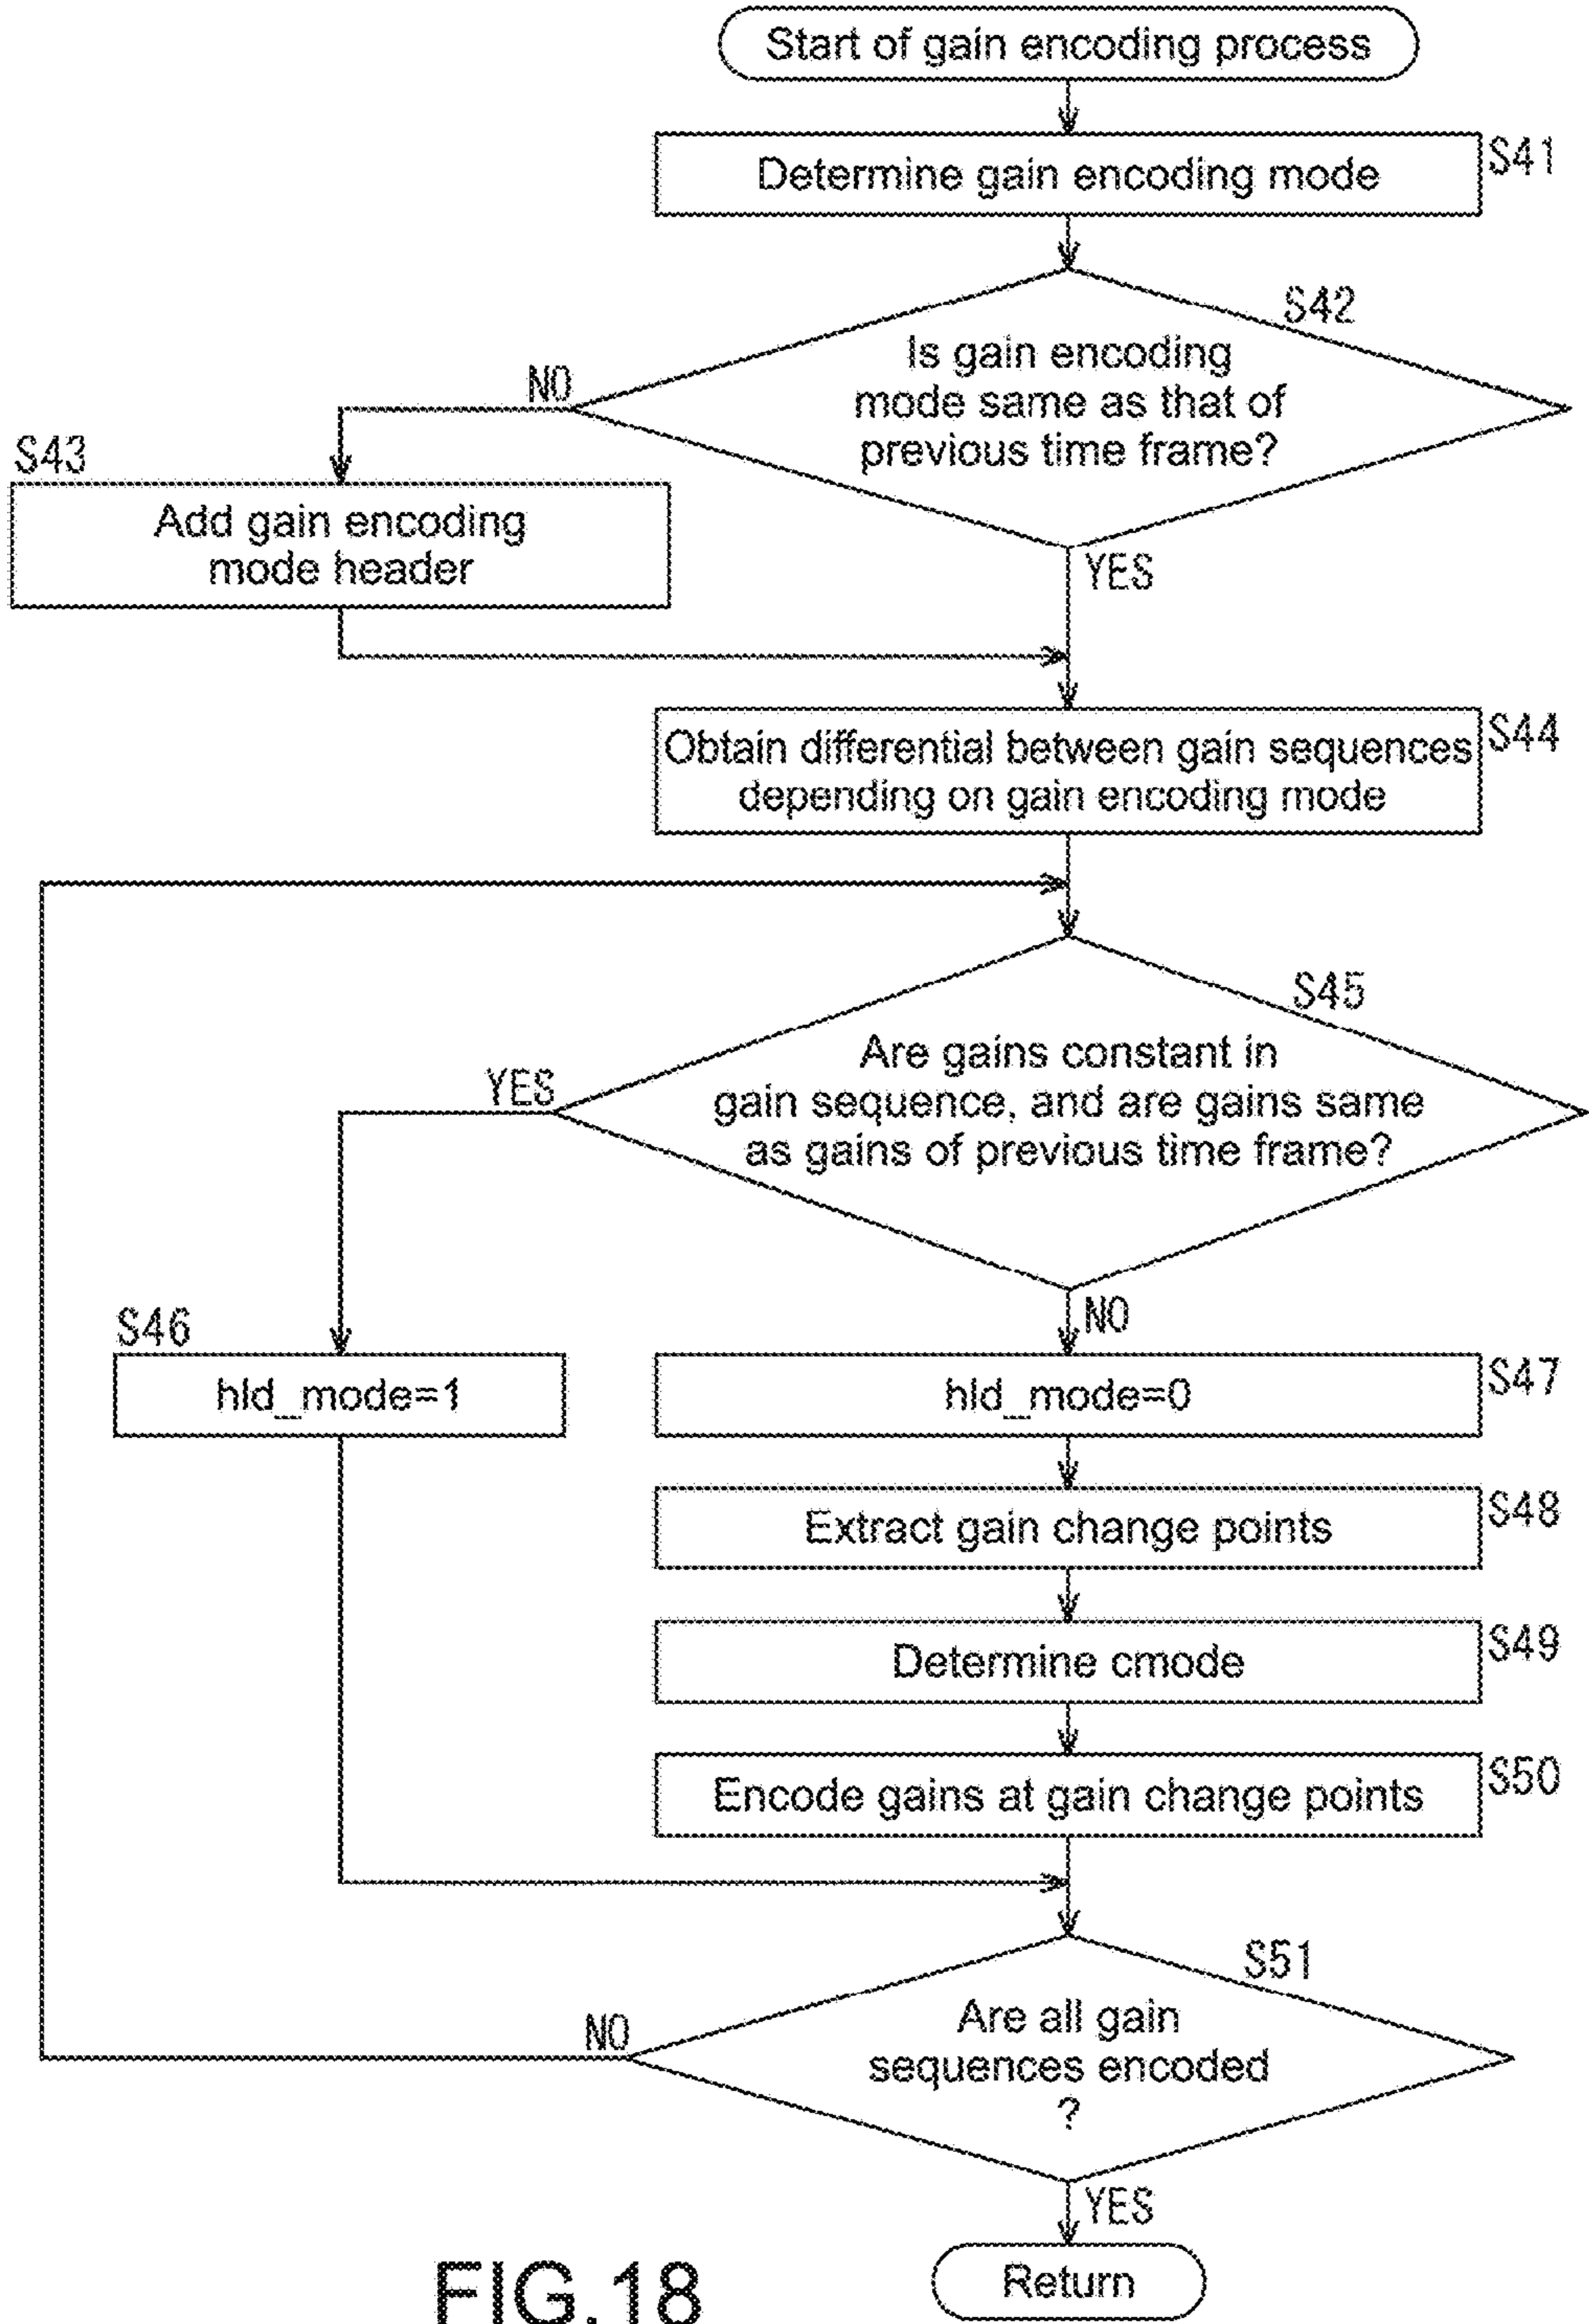 Start of gain encoding process
Determine gain encoding mode
S41
S42
Is gain encoding
mode same as that of
previous time frame?
NO
S43
Add gain encoding
mode header
YES
Obtain differential between gain sequences
depending on gain encoding mode
S44
S45
Are gains constant in
gain sequence, and are gains same
as gains of previous time frame?
YES
NO
S46
hld_mode=1
hld_mode=0
S47
Extract gain change points
S48
Determine cmode
S49
Encode gains at gain change points
S50
S51
Are all gain
sequences encoded
?
NO
YES
Return
FIG.18